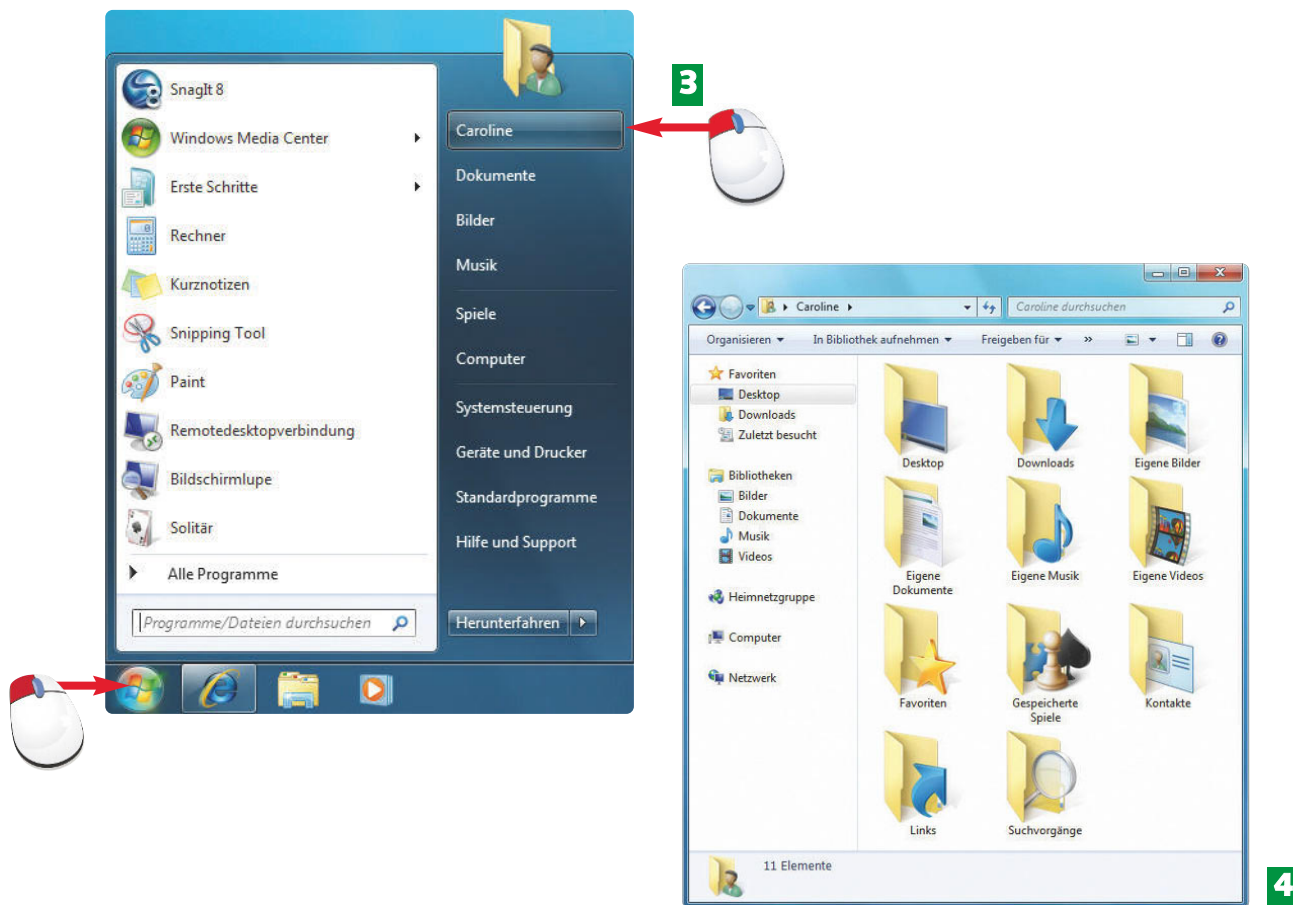 SnagIt 8
Windows Media Center
Erste Schritte
Rechner
Kurznotizen
Snipping Tool
Paint
Remotedesktopverbindung
Bildschirmlupe
Solitär
Alle Programme
Programme/Dateien durchsuchen
Caroline
Dokumente
Bilder
Musik
Spiele
Computer
Systemsteuerung
Geräte und Drucker
Standardprogramme
Hilfe und Support
Herunterfahren
3
Caroline
Caroline durchsuchen
Organisieren In Bibliothek aufnehmen Freigeben für »
Favoriten
Desktop
Downloads
Zuletzt besucht
Bibliotheken
Bilder
Dokumente
Musik
Videos
Heimnetzgruppe
Computer
Netzwerk
Desktop
Downloads
Eigene Bilder
Eigene
Dokumente
Eigene Musik
Eigene Videos
Favoriten
Gespeicherte
Spiele
Kontakte
Links
Suchvorgänge
11 Elemente
4